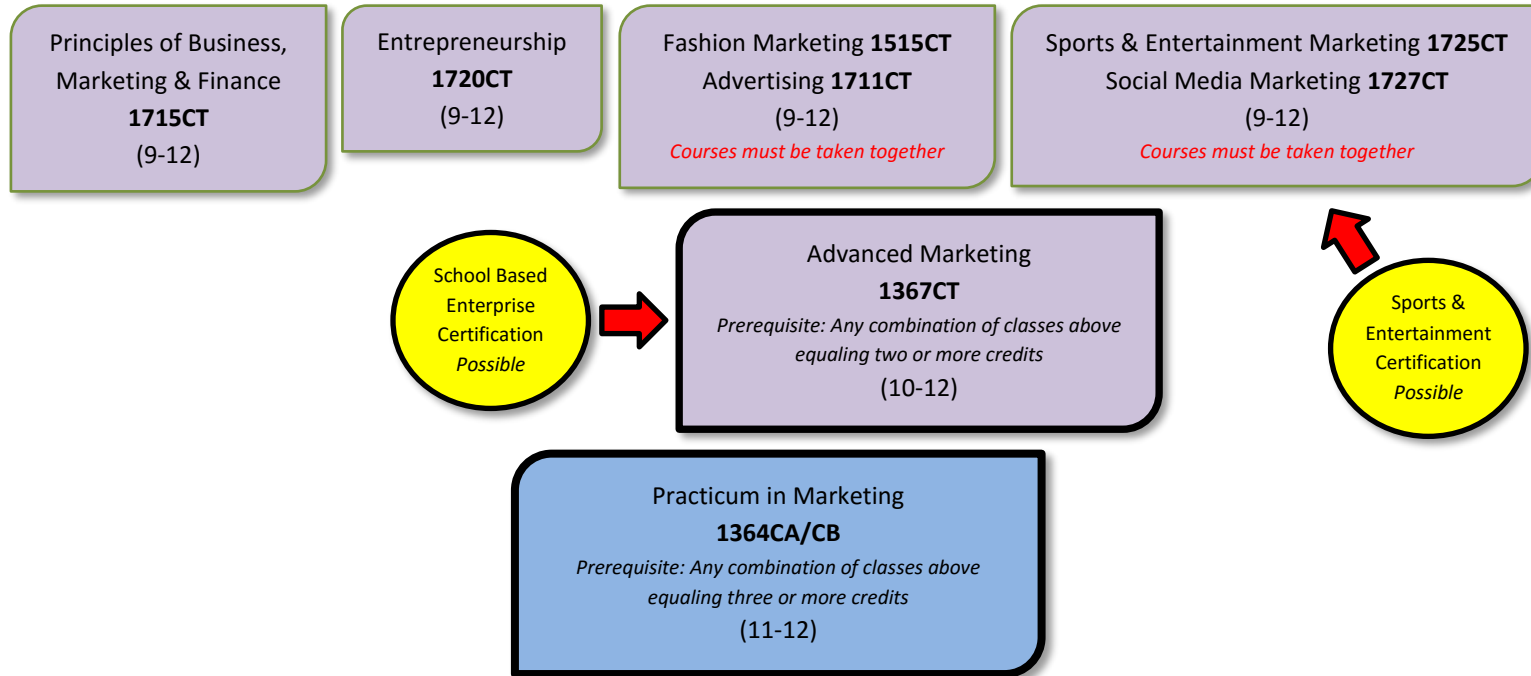 Principles of Business,
Marketing & Finance
1715CT
(9-12)
Entrepreneurship
1720CT
(9-12)
Fashion Marketing 1515CT
Advertising 1711CT
(9-12)
Courses must be taken together
Sports & Entertainment Marketing 1725CT
Social Media Marketing 1727CT
(9-12)
Courses must be taken together
School Based
Enterprise
Certification
Possible
Advanced Marketing
1367CT
Prerequisite: Any combination of classes above
equaling two or more credits
(10-12)
Sports &
Entertainment
Certification
Possible
Practicum in Marketing
1364CA/CB
Prerequisite: Any combination of classes above
equaling three or more credits
(11-12)